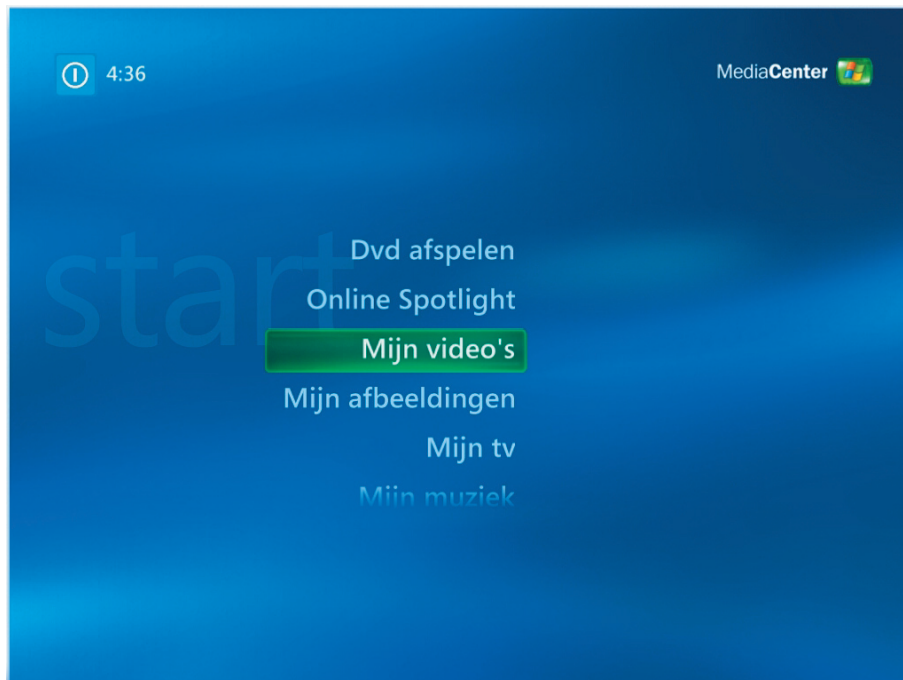 4:36
MediaCenter
start
Dvd afspelen
Online Spotlight
Mijn video's
Mijn afbeeldingen
Mijn tv
Mijn muziek